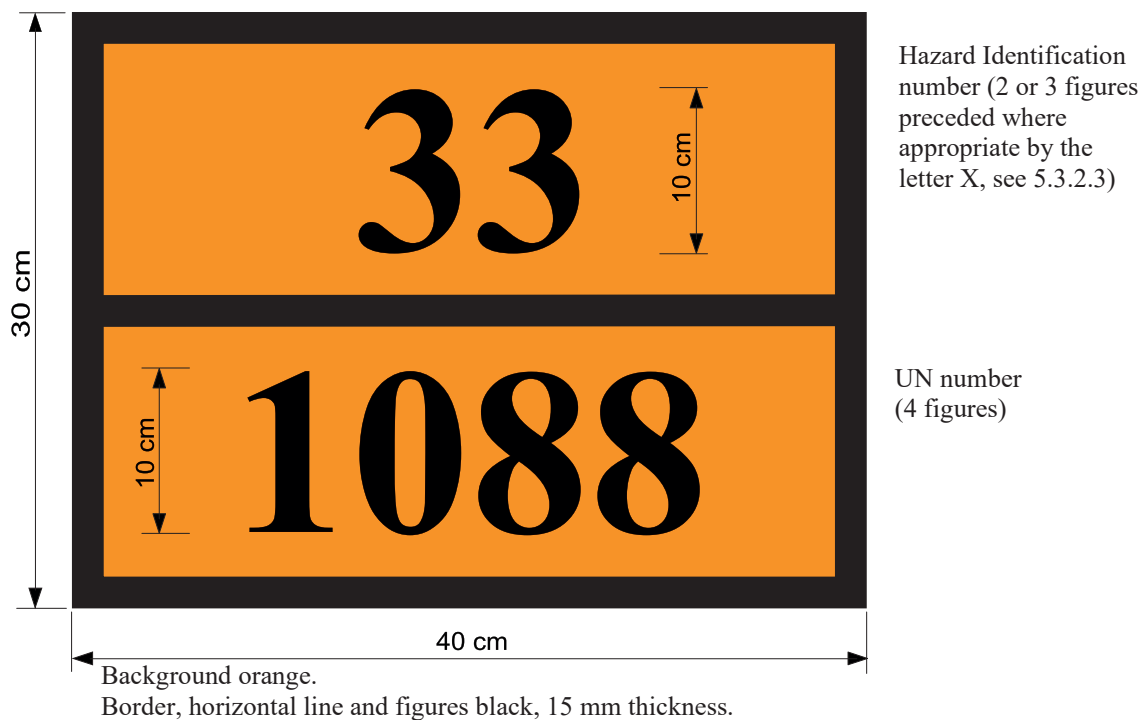 33
10 cm
Hazard Identification
number (2 or 3 figures
preceded where
appropriate by the
letter X, see 5.3.2.3)
30 cm
1088
10 cm
UN number
(4 figures)
40 cm
Background orange.
Border, horizontal line and figures black, 15 mm thickness.